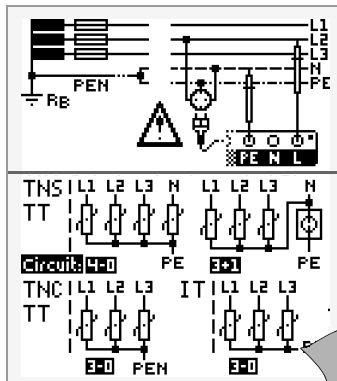 L1
L2
L3
N
PE
PEN
RB
PE N L
TNS L1 L2 L3 N L1 L2 L3 N
TT
Circuit: 4-0 PE 3+1 PE
TNC L1 L2 L3 IT L1 L2 L3
TT
3-0 PEN 3-0